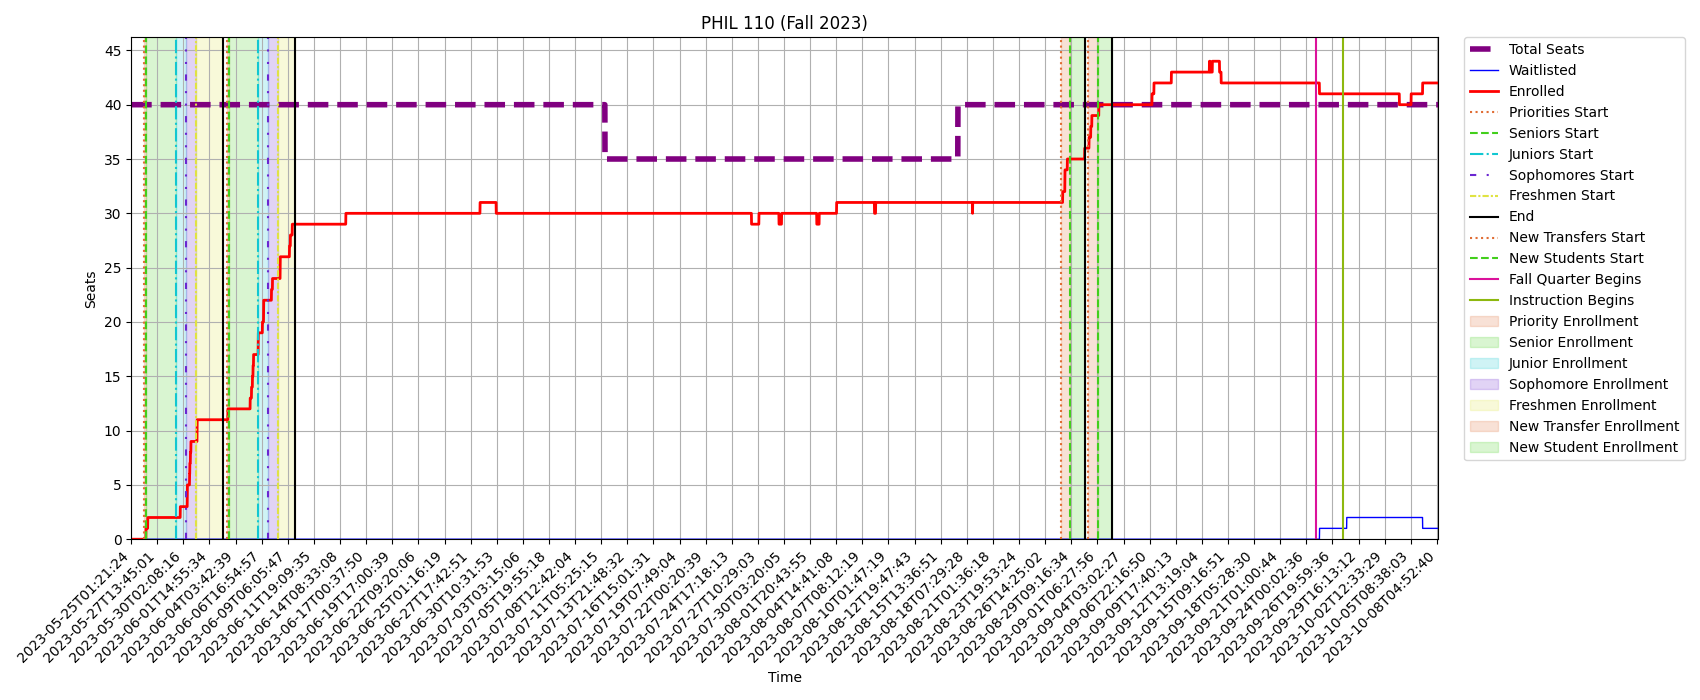 PHIL 110 (Fall 2023)
Seats
45
40
35
30
25
20
15
10
5
0
2023-05-25T01:21:24
2023-05-27T13:45:01
2023-05-30T02:08:16
2023-06-01T14:55:34
2023-06-04T03:42:39
2023-06-06T16:54:57
2023-06-09T06:05:47
2023-06-11T19:09:35
2023-06-14T08:33:08
2023-06-17T00:37:50
2023-06-19T17:00:39
2023-06-22T09:20:06
2023-06-25T01:16:19
2023-06-27T17:42:51
2023-06-30T10:31:53
2023-07-03T03:15:06
2023-07-05T19:55:18
2023-07-08T12:42:04
2023-07-11T05:25:15
2023-07-13T21:48:32
2023-07-16T15:01:31
2023-07-19T07:49:04
2023-07-22T00:20:39
2023-07-24T17:18:13
2023-07-27T10:29:03
2023-07-30T03:20:05
2023-08-01T20:43:55
2023-08-04T14:41:08
2023-08-07T08:12:19
2023-08-10T01:47:19
2023-08-12T19:47:43
2023-08-15T13:36:51
2023-08-18T07:29:28
2023-08-21T01:36:18
2023-08-23T19:53:24
2023-08-26T14:25:02
2023-08-29T09:16:34
2023-09-01T06:27:56
2023-09-04T03:02:27
2023-09-06T22:16:50
2023-09-09T17:40:13
2023-09-12T13:19:04
2023-09-15T09:16:51
2023-09-18T05:28:30
2023-09-21T01:00:44
2023-09-24T00:02:36
2023-09-26T19:59:36
2023-09-29T16:13:12
2023-10-02T12:33:29
2023-10-05T08:38:03
2023-10-08T04:52:40
Time
Total Seats
Waitlisted
Enrolled
Priorities Start
Seniors Start
Juniors Start
Sophomores Start
Freshmen Start
End
New Transfers Start
New Students Start
Fall Quarter Begins
Instruction Begins
Priority Enrollment
Senior Enrollment
Junior Enrollment
Sophomore Enrollment
Freshmen Enrollment
New Transfer Enrollment
New Student Enrollment